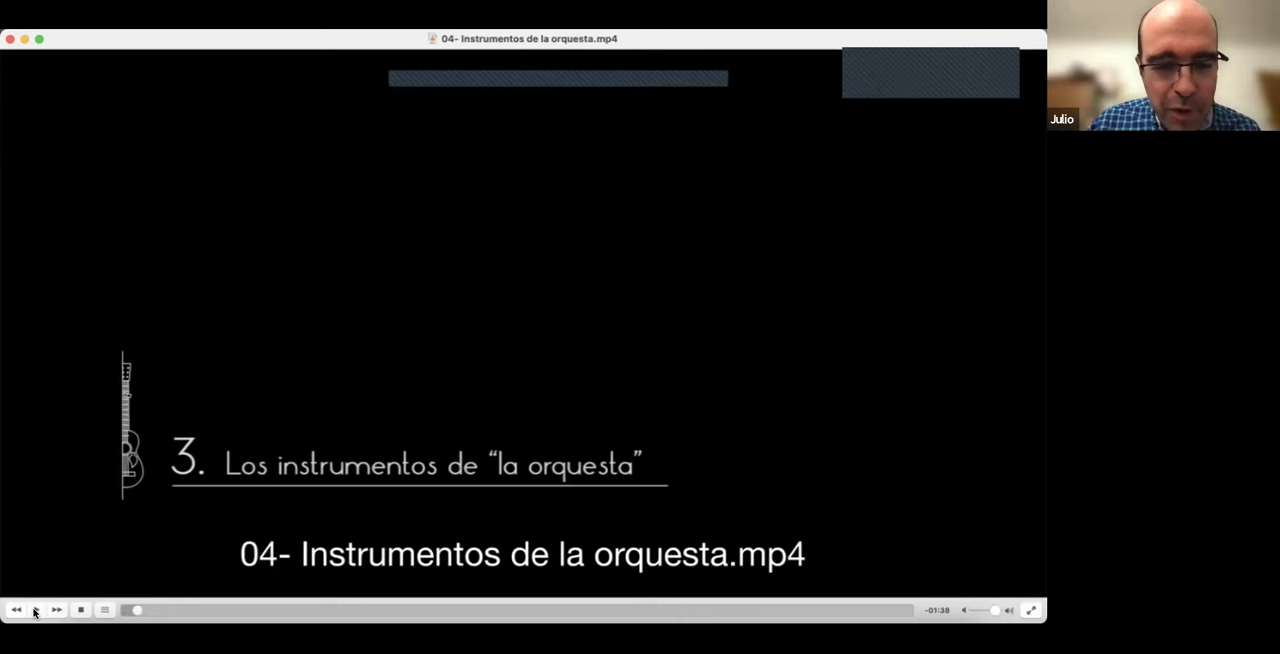 04- Instrumentos de la orquesta.mp4
Julio
3. Los instrumentos de “la orquesta”
04- Instrumentos de la orquesta.mp4
-01:38